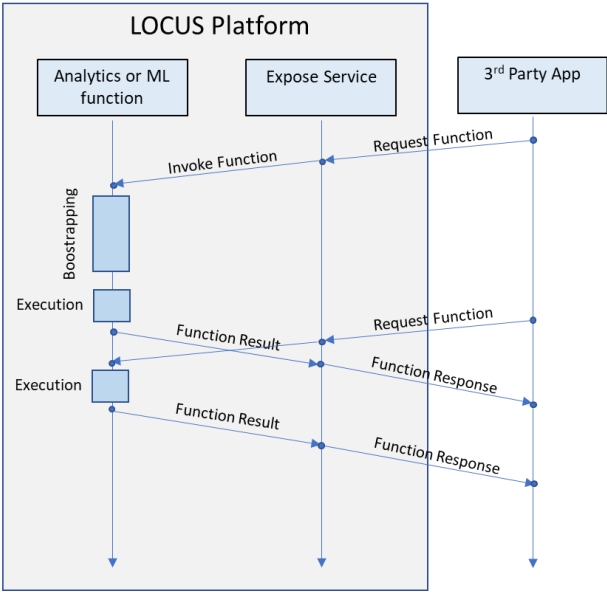 LOCUS Platform
Analytics or ML
function
Expose Service
3rd Party App
Request Function
Invoke Function
Boostrapping
Execution
Request Function
Function Result
Function Response
Execution
Function Result
Function Response